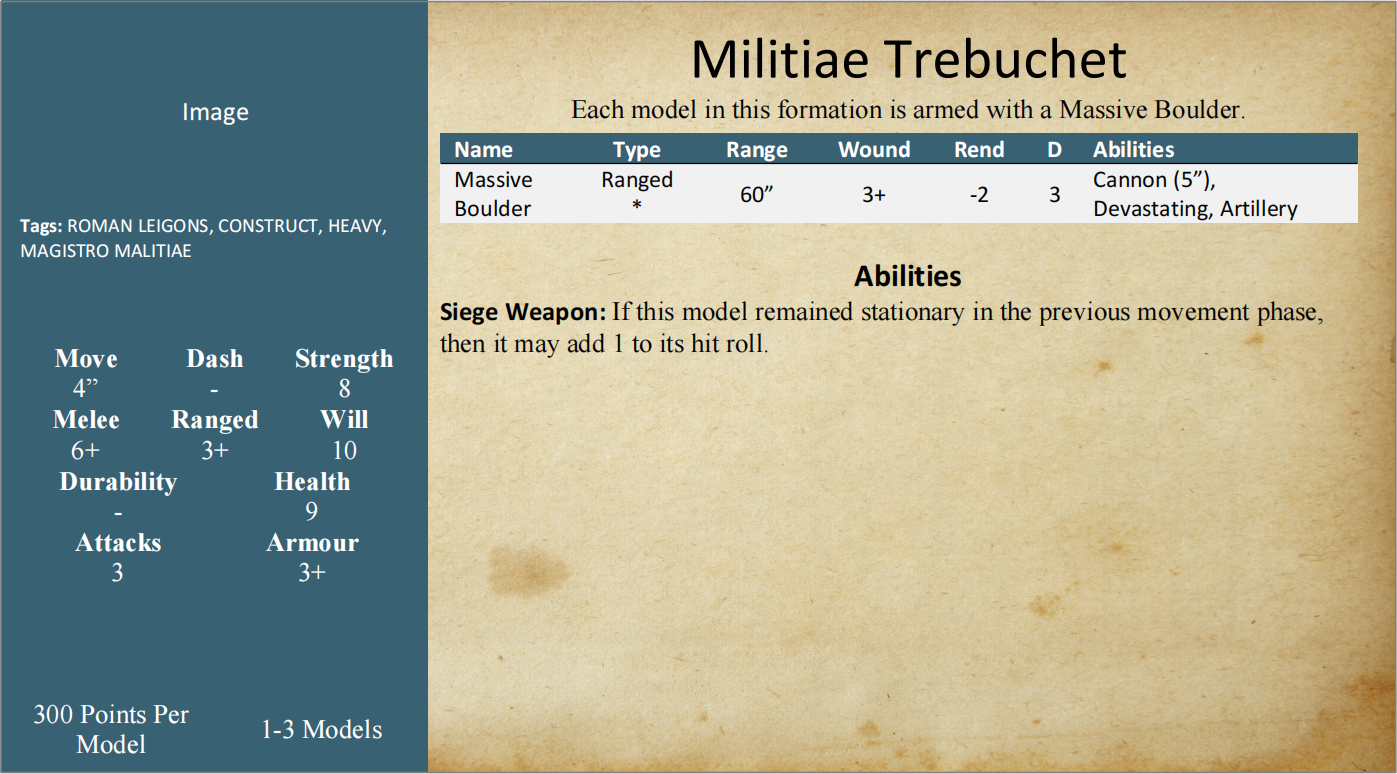 Image
Tags: ROMAN LEIGONS, CONSTRUCT, HEAVY,
MAGISTRO MALITIAE
Move Dash Strength
4” - 8
Melee Ranged Will
6+ 3+ 10
Durability Health
- 9
Attacks Armour
3 3+
300 Points Per
Model
1-3 Models
Militiae Trebuchet
Each model in this formation is armed with a Massive Boulder.
Name Type Range Wound Rend D Abilities
Massive Ranged Cannon (5”),
60” 3+ -2 3
Boulder * Devastating, Artillery
Abilities
Siege Weapon: If this model remained stationary in the previous movement phase,
then it may add 1 to its hit roll.